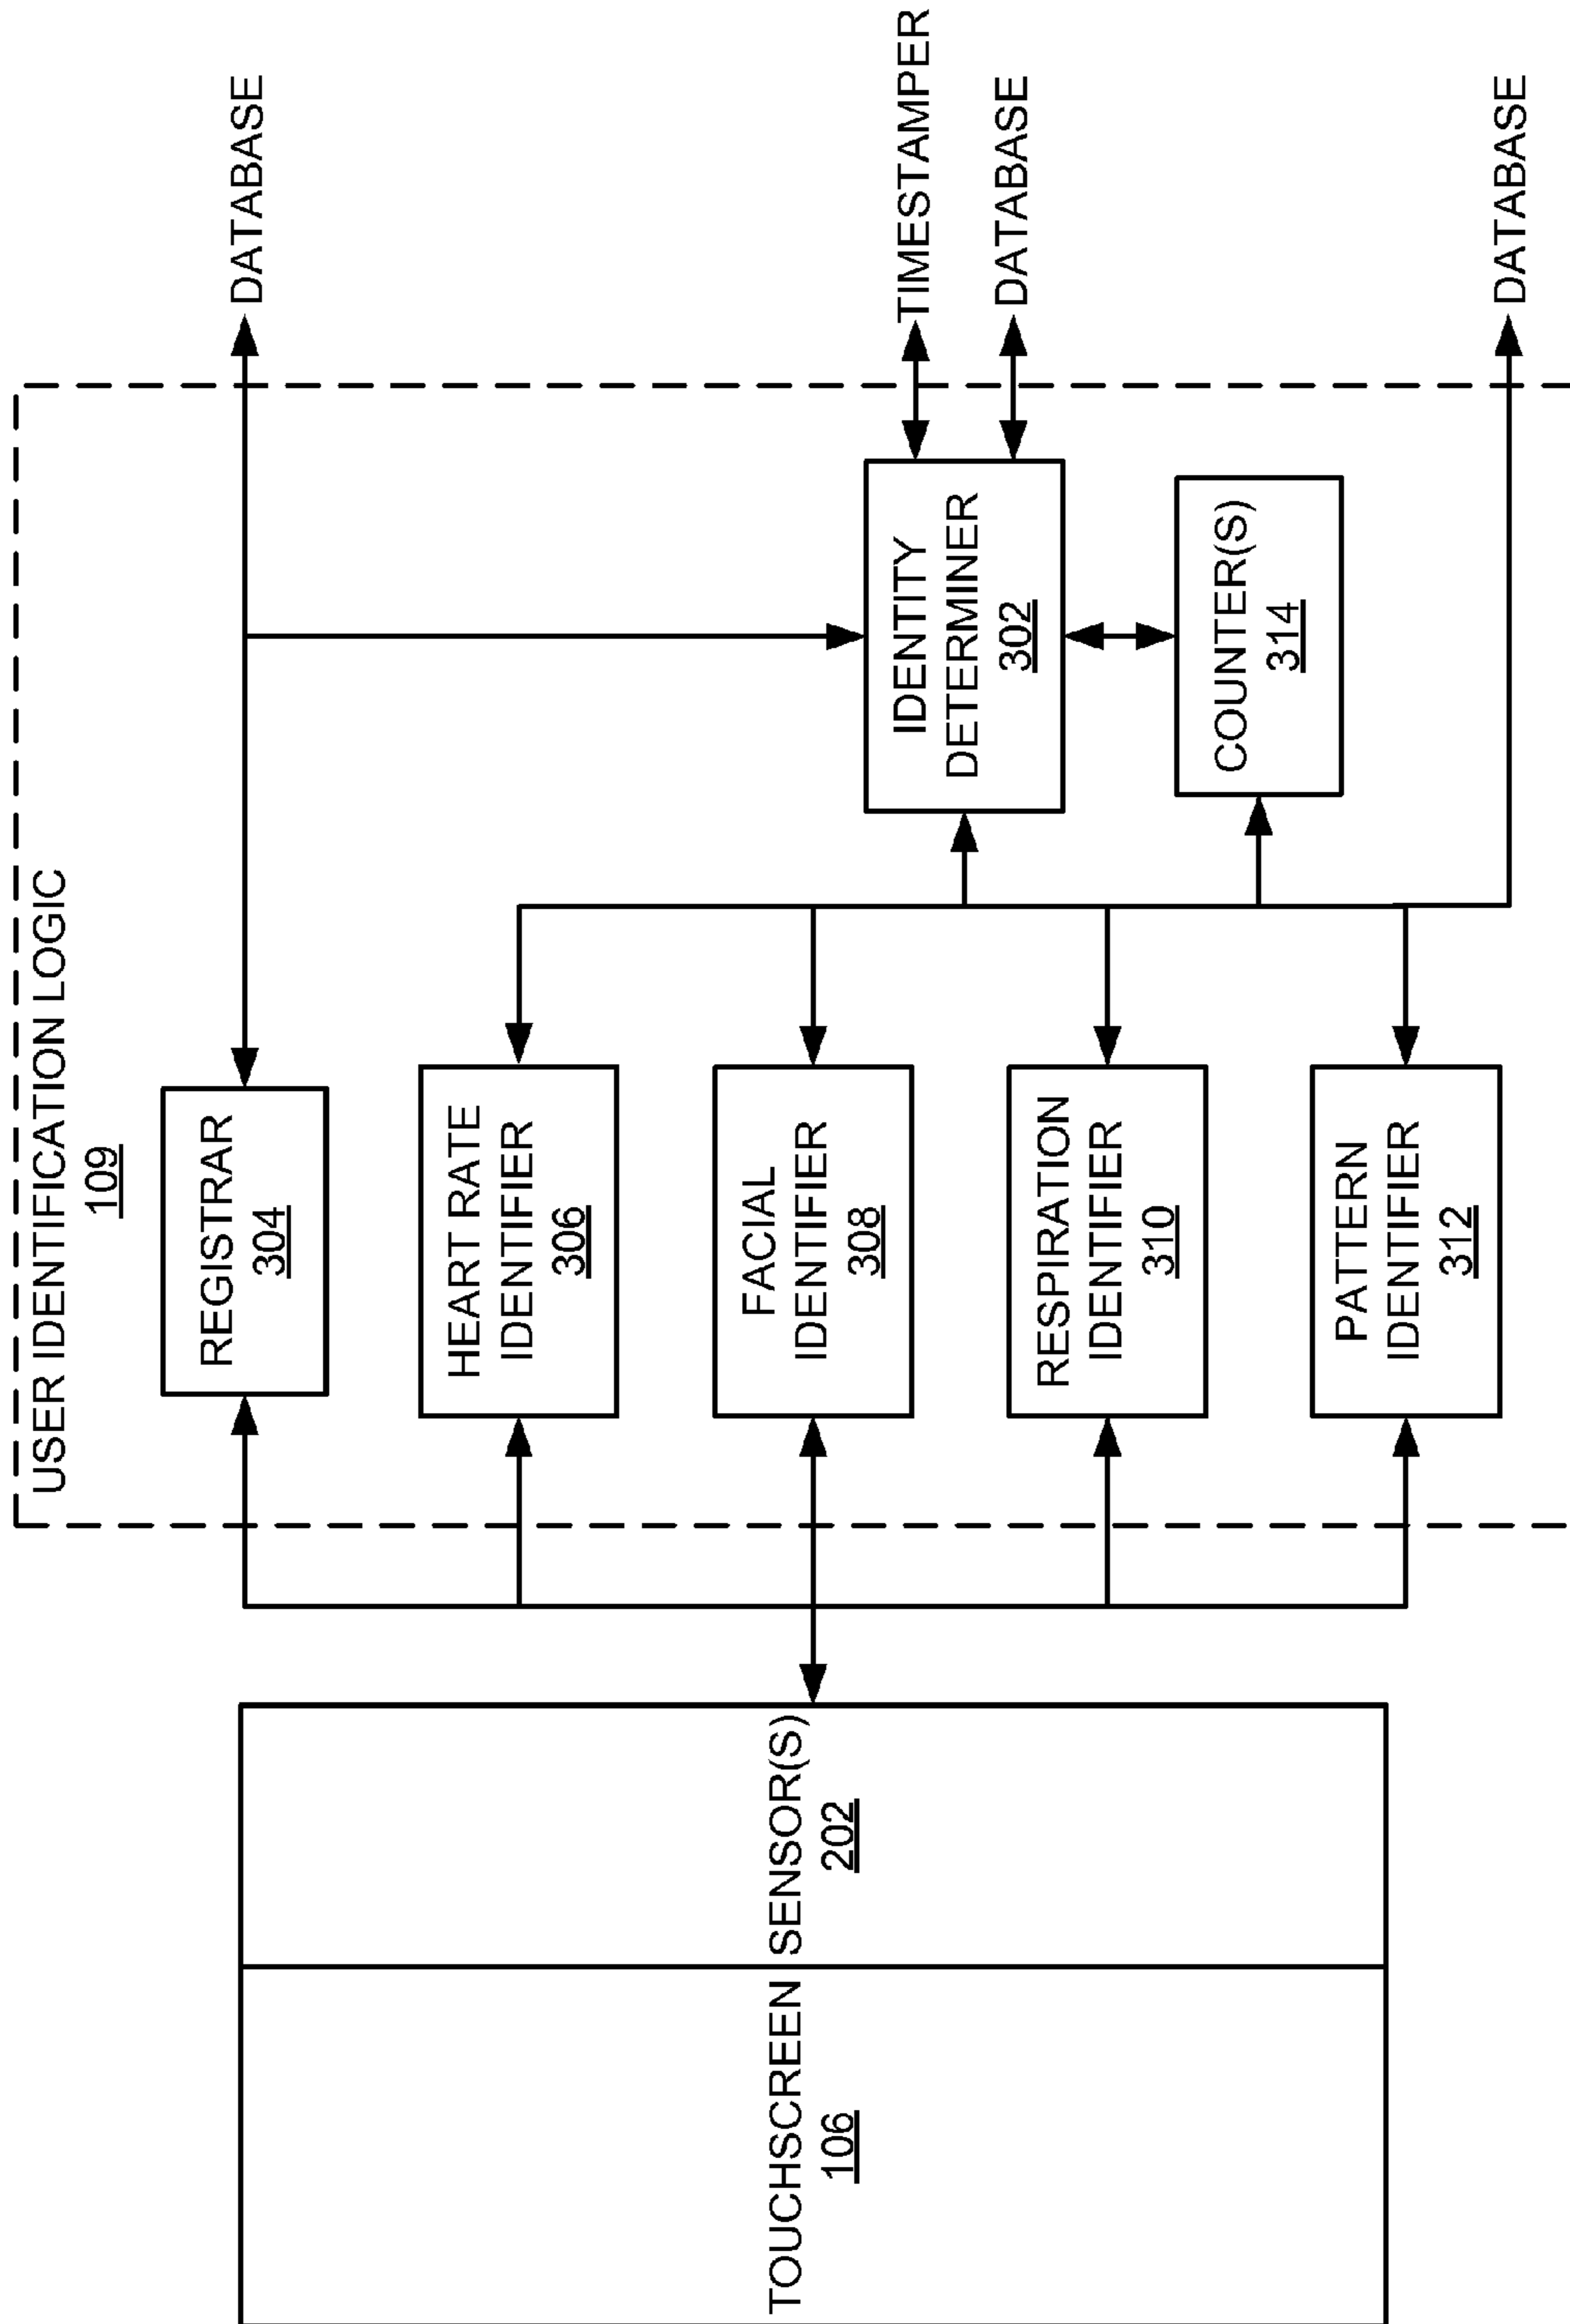 USER IDENTIFICATION LOGIC
109
TOUCHSCREEN
106
SENSOR(S)
202
REGISTRAR
304
HEART RATE
IDENTIFIER
306
FACIAL
IDENTIFIER
308
RESPIRATION
IDENTIFIER
310
PATTERN
IDENTIFIER
312
IDENTITY
DETERMINER
302
COUNTER(S)
314
DATABASE
TIMESTAMPER
DATABASE
DATABASE